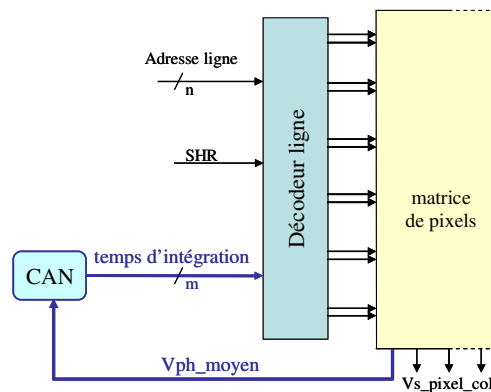 Adresse ligne
n
SHR
Décodeur ligne
matrice
de pixels
temps d'intégration
m
CAN
Vph_moyen
Vs_pixel_col